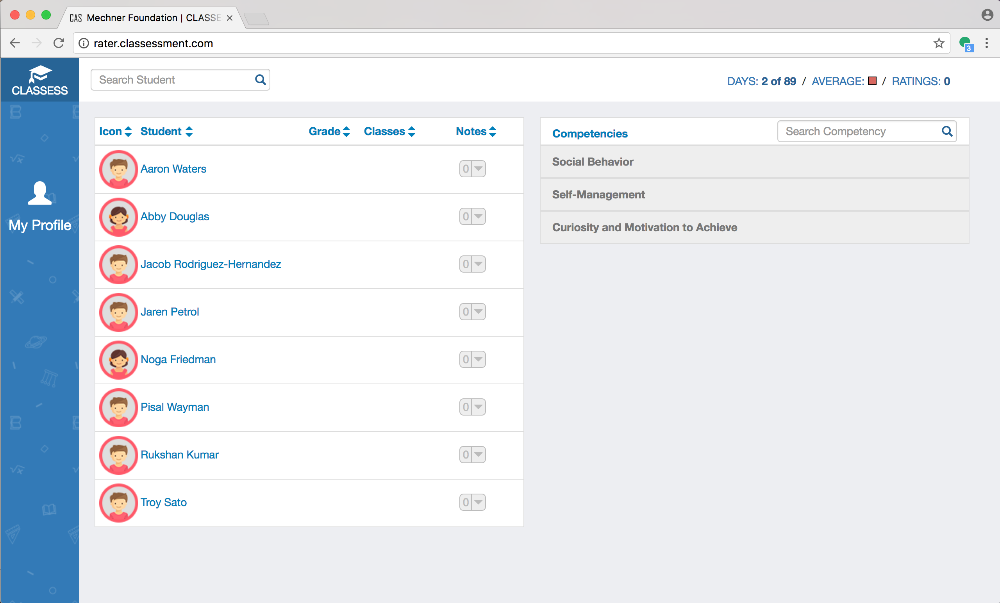 CAS Mechner Foundation | CLASSE
rater.classessment.com
3
CLASSESS
Search Student
DAYS: 2 of 89 / AVERAGE: / RATINGS: 0
My Profile
Icon Student Grade Classes Notes
Aaron Waters 0
Abby Douglas 0
Jacob Rodriguez-Hernandez 0
Jaren Petrol 0
Noga Friedman 0
Pisal Wayman 0
Rukshan Kumar 0
Troy Sato 0
Competencies
Search Competency
Social Behavior
Self-Management
Curiosity and Motivation to Achieve